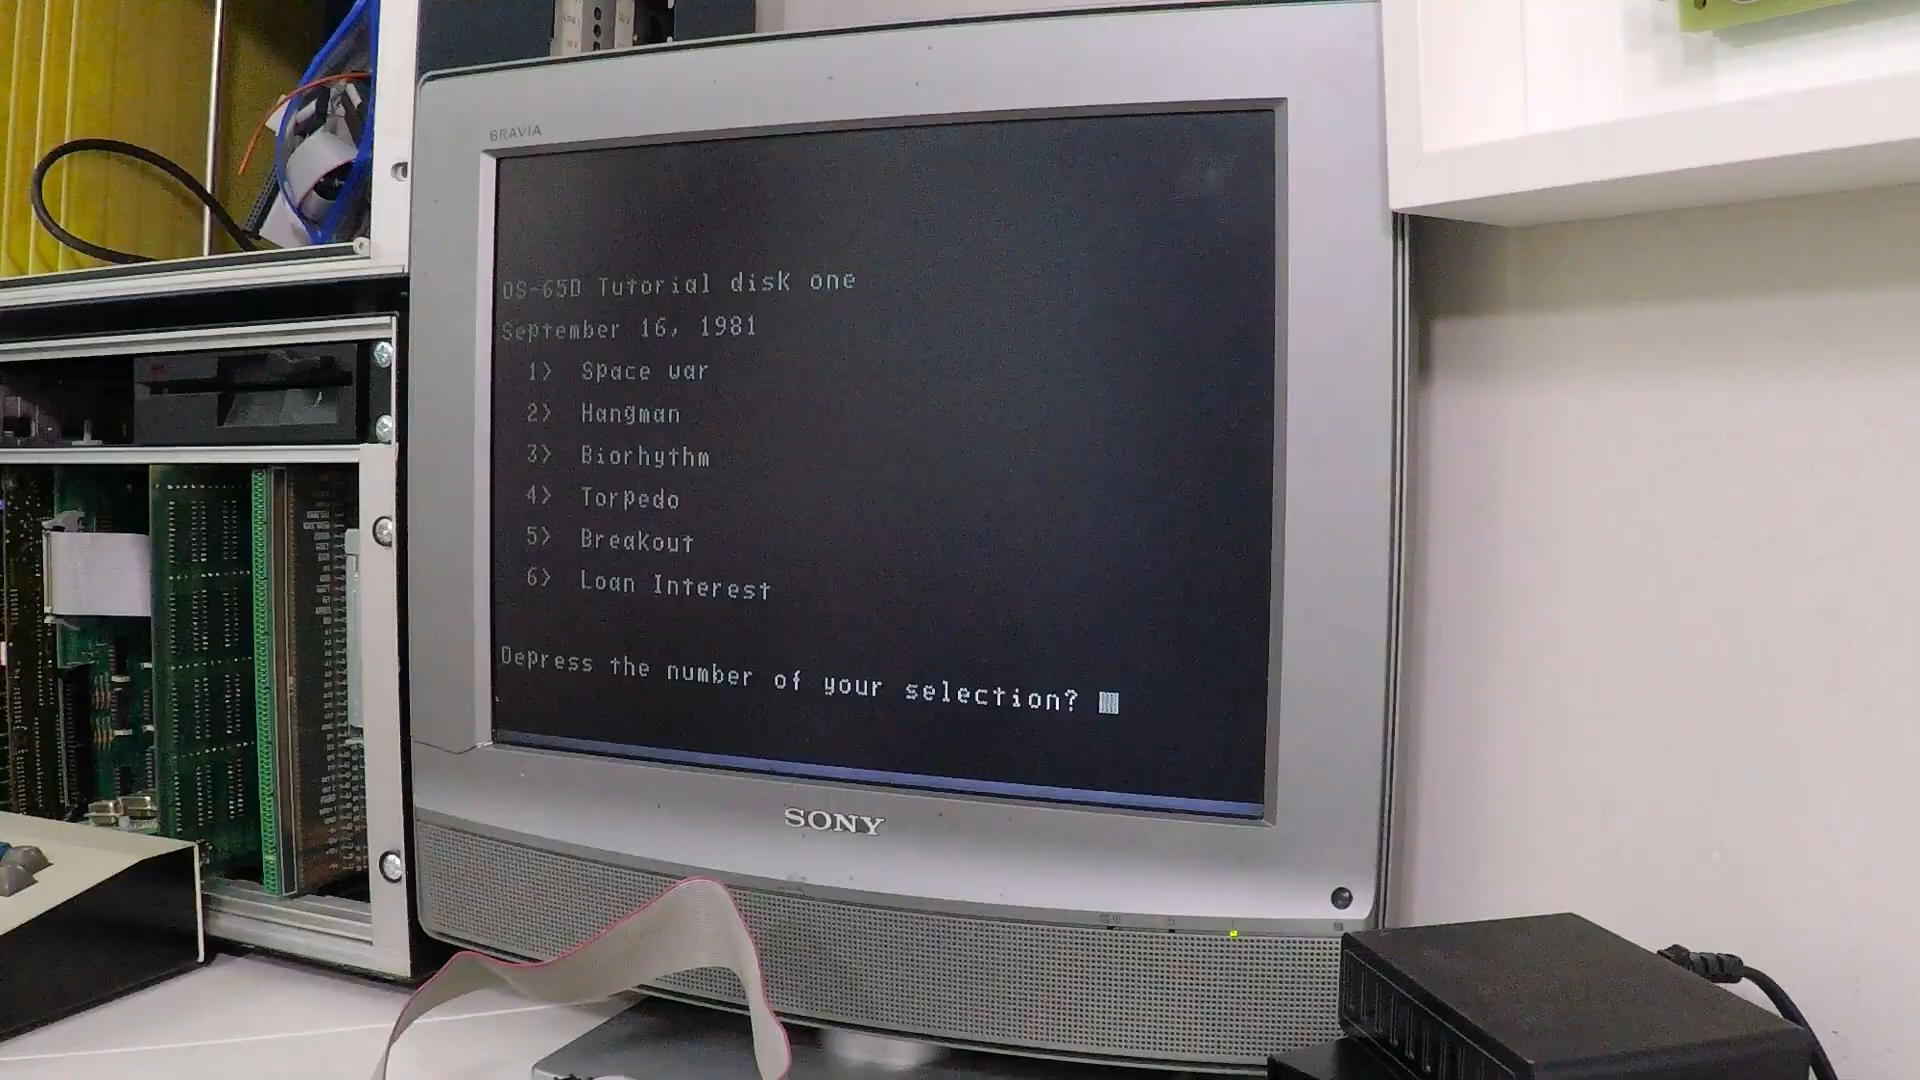 BRAVIA
OS-65D Tutorial disk one
September 16, 1981
1> Space war
2> Hangman
3> Biorhythm
4> Torpedo
5> Breakout
6> Loan Interest
Depress the number of your selection?
SONY